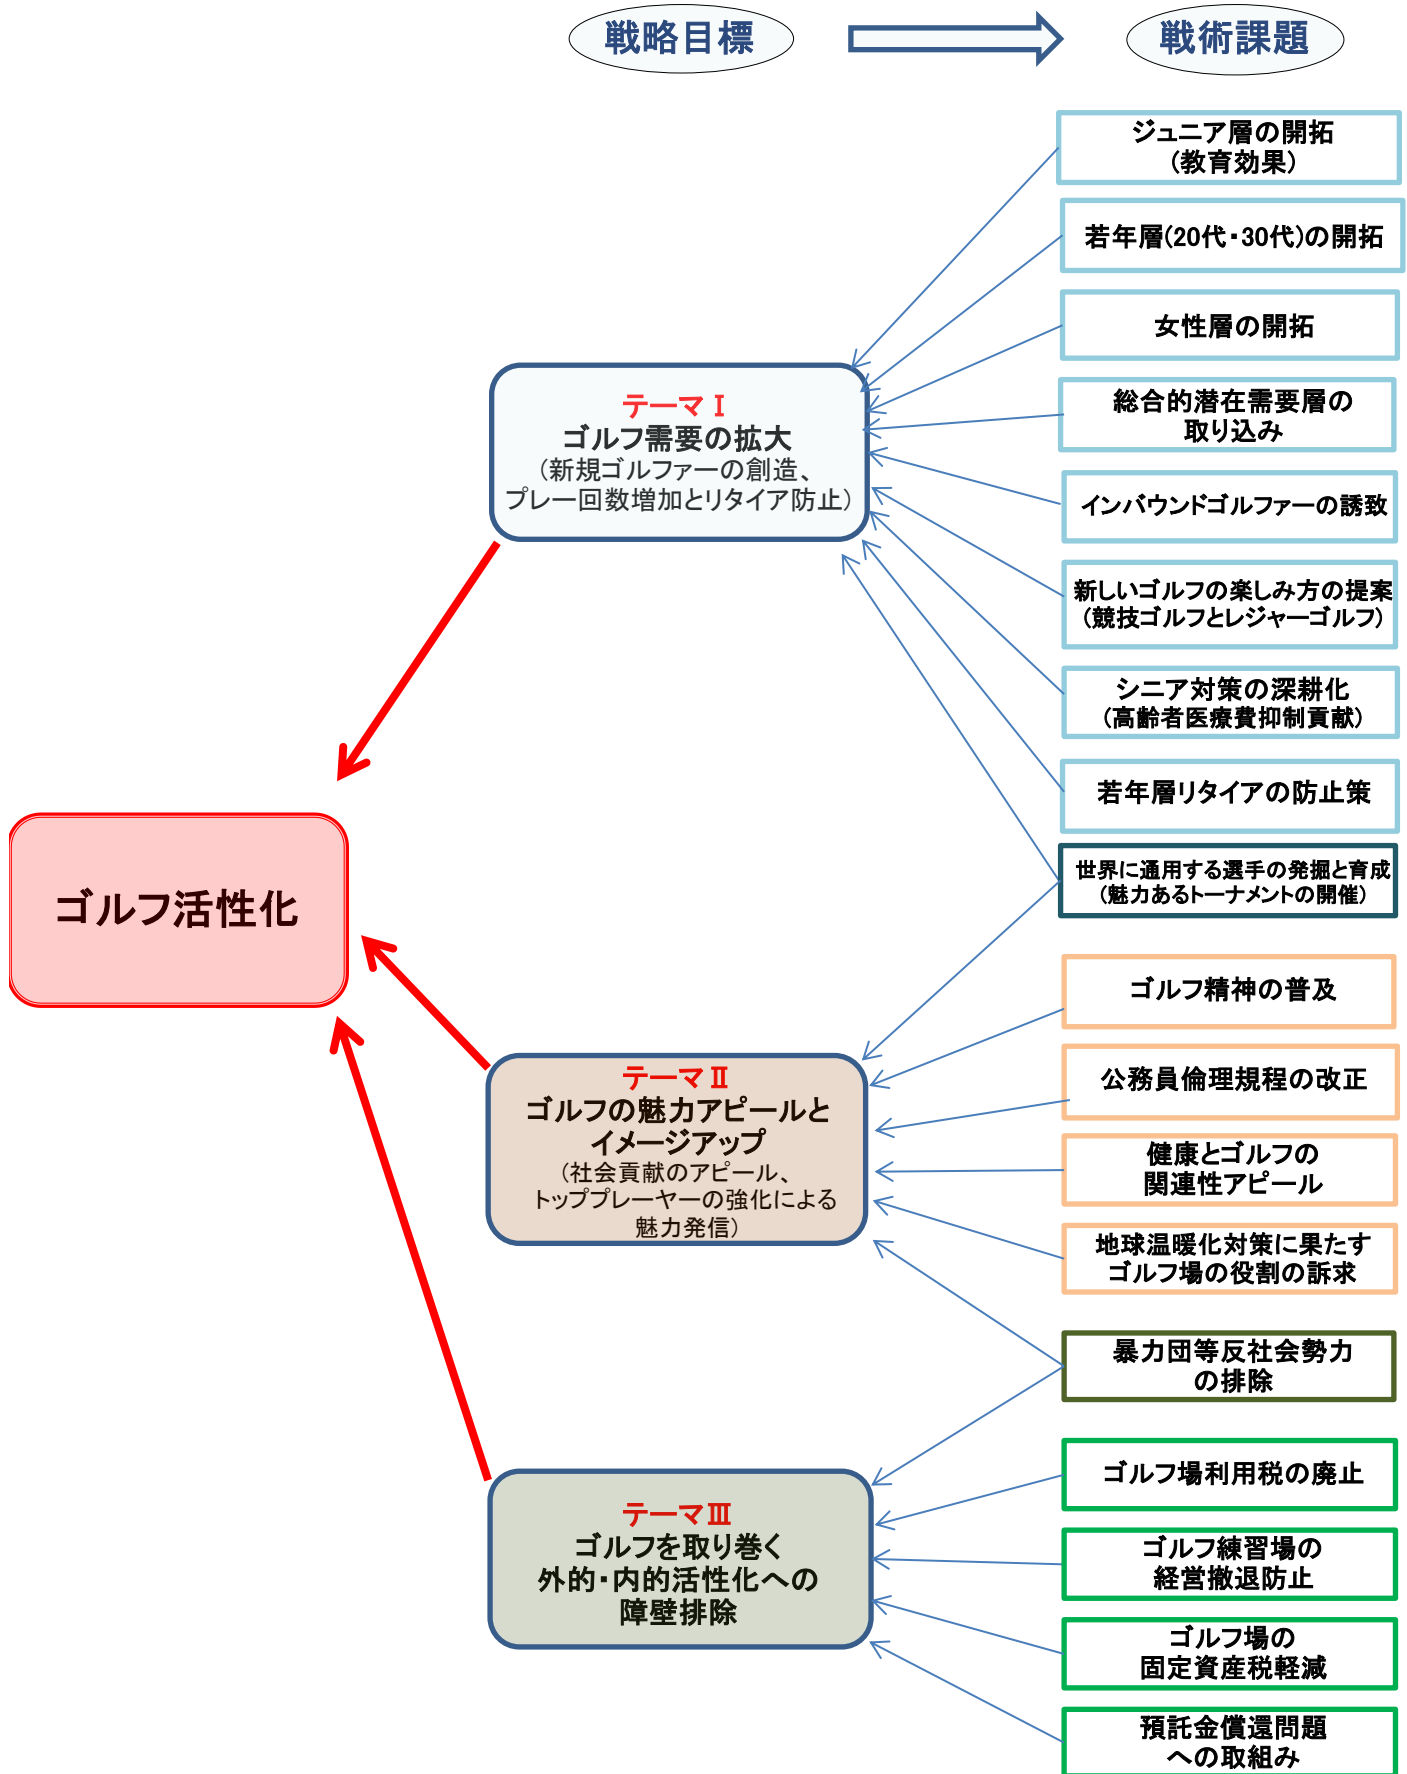 戦略目標
戦術課題
ジュニア層の開拓
(教育効果)
若年層(20代・30代)の開拓
女性層の開拓
総合的潜在需要層の
取り込み
インバウンドゴルファーの誘致
新しいゴルフの楽しみ方の提案
(競技ゴルフとレジャーゴルフ)
シニア対策の深耕化
(高齢者医療費抑制貢献)
若年層リタイアの防止策
世界に通用する選手の発掘と育成
(魅力あるトーナメントの開催)
テーマⅠ
ゴルフ需要の拡大
(新規ゴルファーの創造、
プレー回数増加とリタイア防止)
ゴルフ活性化
ゴルフ精神の普及
公務員倫理規程の改正
健康とゴルフの
関連性アピール
地球温暖化対策に果たす
ゴルフ場の役割の訴求
テーマⅡ
ゴルフの魅力アピールと
イメージアップ
(社会貢献のアピール、
トッププレーヤーの強化による
魅力発信)
暴力団等反社会勢力
の排除
テーマⅢ
ゴルフを取り巻く
外的・内的活性化への
障壁排除
ゴルフ場利用税の廃止
ゴルフ練習場の
経営撤退防止
ゴルフ場の
固定資産税軽減
預託金償還問題
への取組み